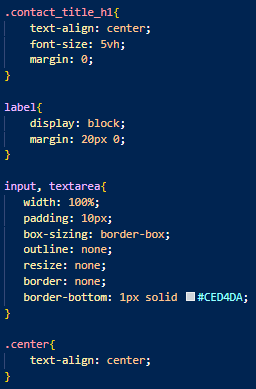 .contact_title_h1{
    text-align: center;
    font-size: 5vh;
    margin: 0;
}

label{
    display: block;
    margin: 20px 0;
}

input, textarea{
   width: 100%;
   padding: 10px;
   box-sizing: border-box;
   outline: none;
   resize: none;
   border: none;
   border-bottom: 1px solid #CED4DA;
}

.center{
    text-align: center;
}